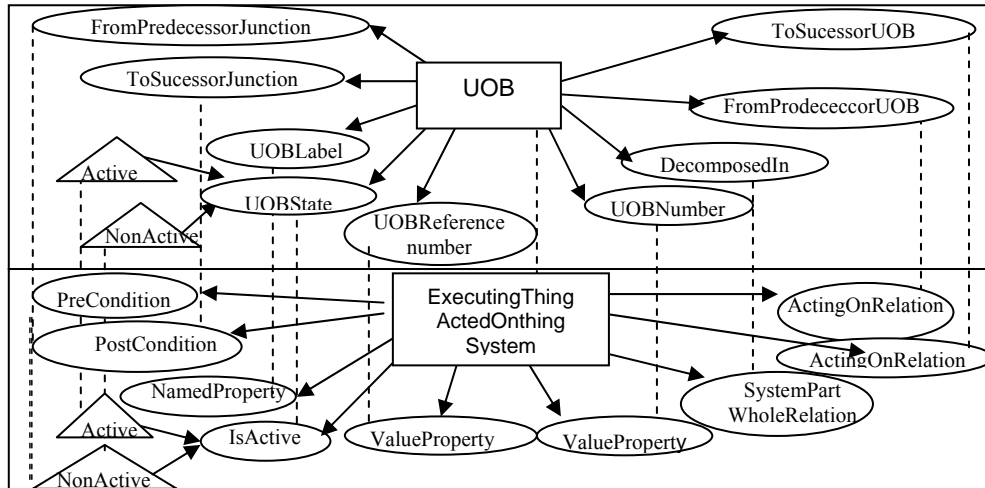 FromPredecessorJunction
ToSucessorUOB
ToSucessorJunction
UOB
FromProdececcorUOB
UOBLabel
DecomposedIn
Active
UOBState
UOBNumber
UOBReference
number
NonActive
PreCondition
ExecutingThing
ActedOnthing
System
ActingOnRelation
PostCondition
ActingOnRelation
NamedProperty
SystemPart
WholeRelation
Active
IsActive
ValueProperty
ValueProperty
NonActive